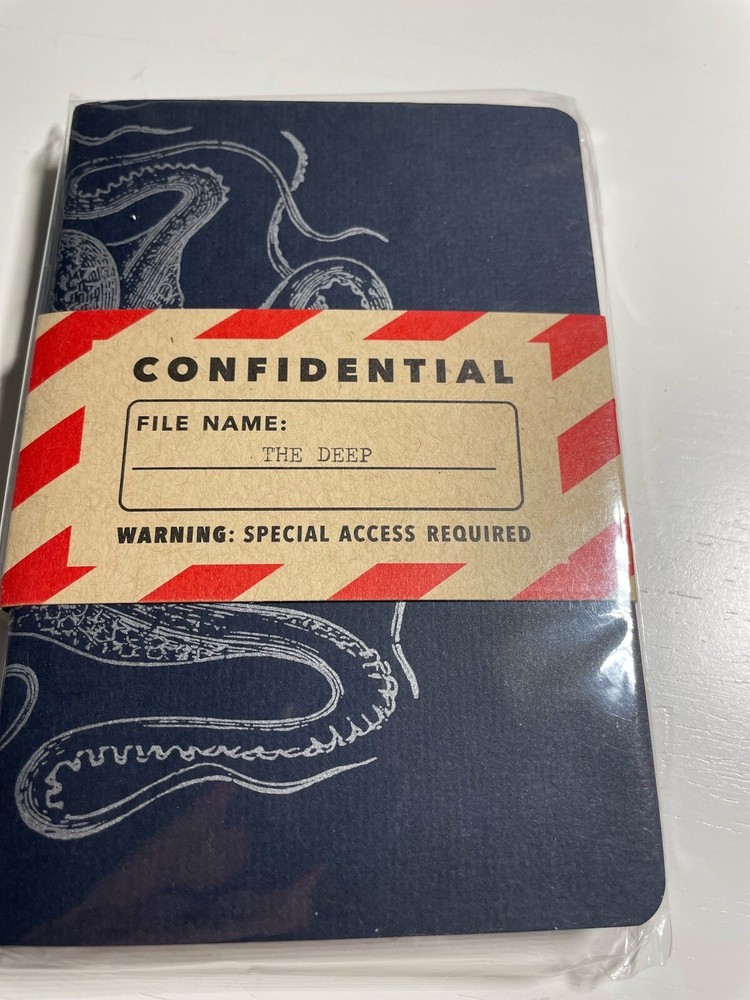 CONFIDENTIAL
FILE NAME:
THE DEEP
WARNING: SPECIAL ACCESS REQUIRED